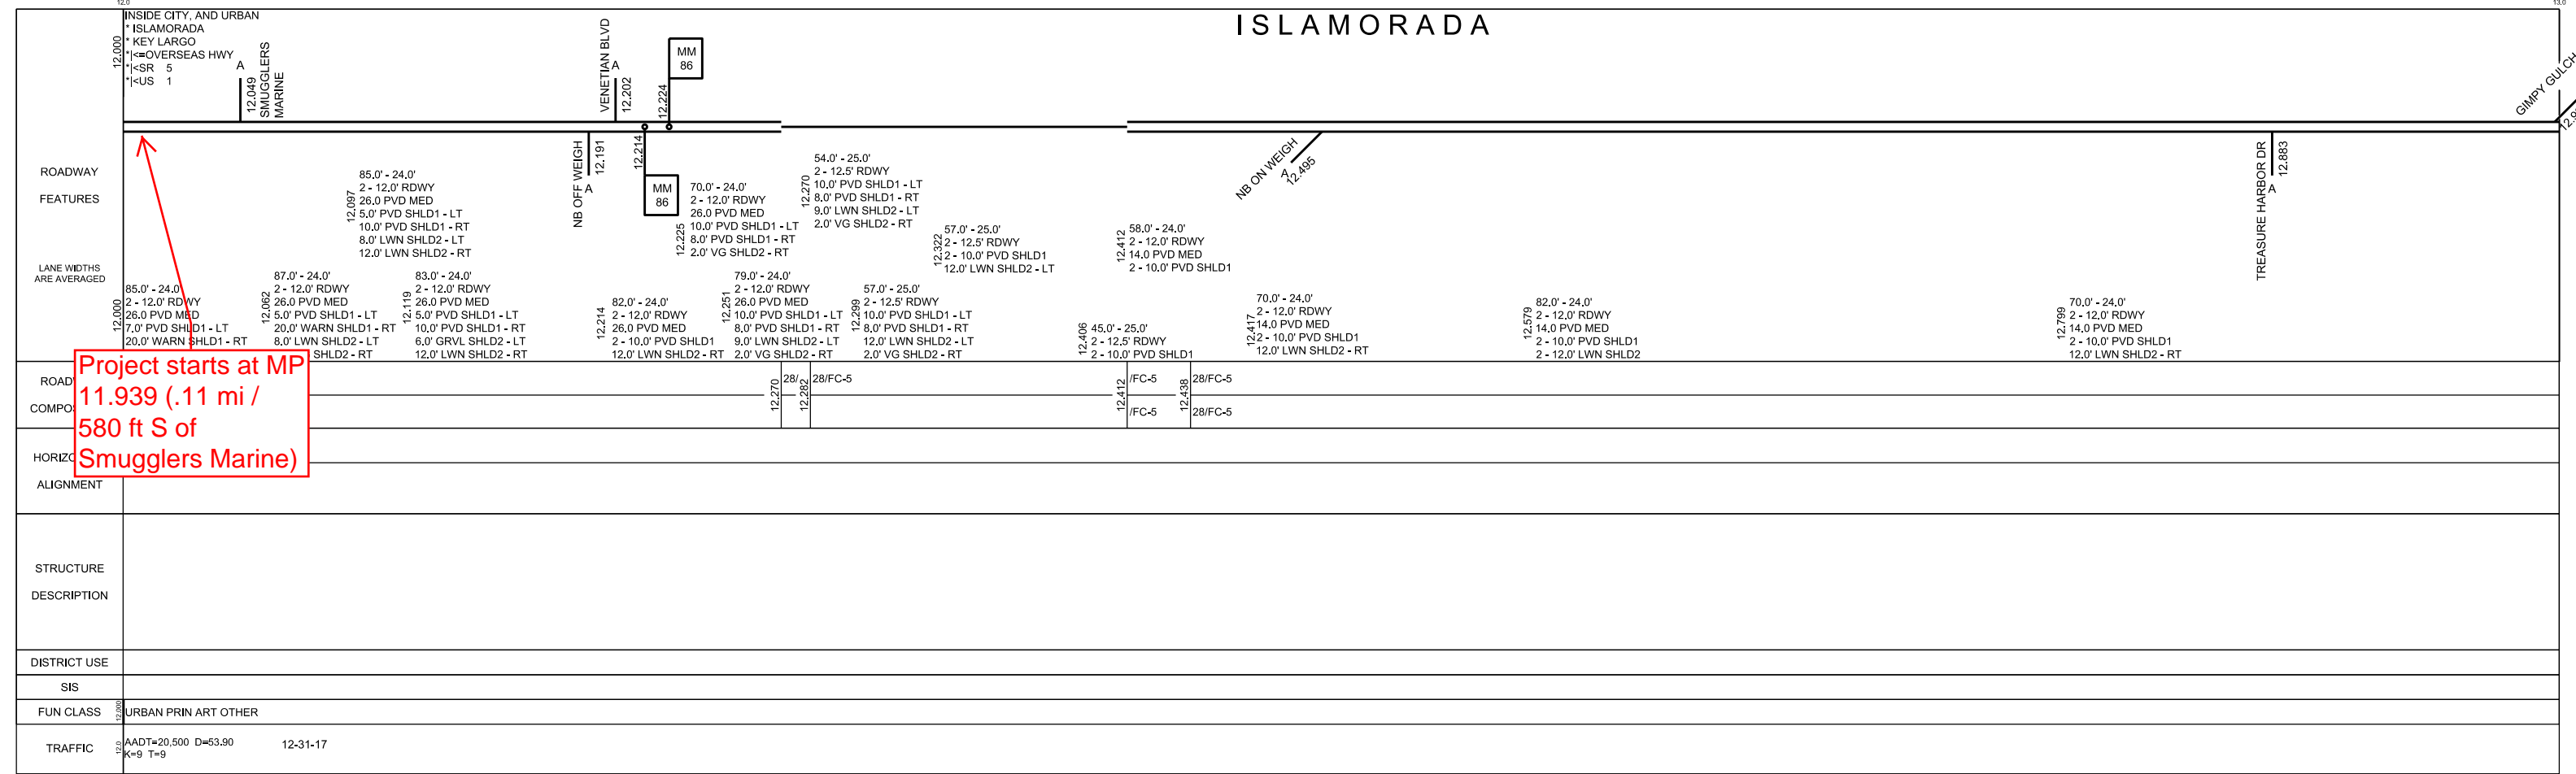 12.0
13.0
ISLAMORADA
12.000
INSIDE CITY, AND URBAN
* ISLAMORADA
* KEY LARGO
*|<=OVERSEAS HWY
*|<SR 5
*|<US 1
A
12.049
SMUGGLERS
MARINE
VENETIAN BLVD
A
12.202
12.224
MM
86
GIMPY GULCH
NB OFF WEIGH
12.191
A
12.214
MM
86
NB ON WEIGH
A
12.495
TREASURE HARBOR DR
12.883
A
ROADWAY
FEATURES
LANE WIDTHS
ARE AVERAGED
12.000
85.0' - 24.0'
2 - 12.0' RDWY
26.0 PVD MED
7.0' PVD SHLD1 - LT
20.0' WARN SHLD1 - RT
12.062
87.0' - 24.0'
2 - 12.0' RDWY
26.0 PVD MED
5.0' PVD SHLD1 - LT
20.0' WARN SHLD1 - RT
8.0' LWN SHLD2 - LT
SHLD2 - RT
12.097
85.0' - 24.0'
2 - 12.0' RDWY
26.0 PVD MED
5.0' PVD SHLD1 - LT
10.0' PVD SHLD1 - RT
8.0' LWN SHLD2 - LT
12.0' LWN SHLD2 - RT
12.119
83.0' - 24.0'
2 - 12.0' RDWY
26.0 PVD MED
5.0' PVD SHLD1 - LT
10.0' PVD SHLD1 - RT
6.0' GRVL SHLD2 - LT
12.0' LWN SHLD2 - RT
12.214
82.0' - 24.0'
2 - 12.0' RDWY
26.0 PVD MED
2 - 10.0' PVD SHLD1
12.0' LWN SHLD2 - RT
12.225
70.0' - 24.0'
2 - 12.0' RDWY
26.0 PVD MED
10.0' PVD SHLD1 - LT
8.0' PVD SHLD1 - RT
2.0' VG SHLD2 - RT
12.251
79.0' - 24.0'
2 - 12.0' RDWY
26.0 PVD MED
10.0' PVD SHLD1 - LT
8.0' PVD SHLD1 - RT
9.0' LWN SHLD2 - LT
2.0' VG SHLD2 - RT
12.270
54.0' - 25.0'
2 - 12.5' RDWY
10.0' PVD SHLD1 - LT
8.0' PVD SHLD1 - RT
9.0' LWN SHLD2 - LT
2.0' VG SHLD2 - RT
12.299
57.0' - 25.0'
2 - 12.5' RDWY
10.0' PVD SHLD1 - LT
8.0' PVD SHLD1 - RT
12.0' LWN SHLD2 - LT
2.0' VG SHLD2 - RT
12.322
57.0' - 25.0'
2 - 12.5' RDWY
2 - 10.0' PVD SHLD1
12.0' LWN SHLD2 - LT
12.406
45.0' - 25.0'
2 - 12.5' RDWY
2 - 10.0' PVD SHLD1
12.412
58.0' - 24.0'
2 - 12.0' RDWY
14.0 PVD MED
2 - 10.0' PVD SHLD1
12.417
70.0' - 24.0'
2 - 12.0' RDWY
14.0 PVD MED
2 - 10.0' PVD SHLD1
12.0' LWN SHLD2 - RT
12.579
82.0' - 24.0'
2 - 12.0' RDWY
14.0 PVD MED
2 - 10.0' PVD SHLD1
2 - 12.0' LWN SHLD2
12.799
70.0' - 24.0'
2 - 12.0' RDWY
14.0 PVD MED
2 - 10.0' PVD SHLD1
12.0' LWN SHLD2 - RT
Project starts at MP
11.939 (.11 mi /
580 ft S of
Smugglers Marine)
12.270
28/
12.282
28/FC-5
12.412
/FC-5
/FC-5
12.438
28/FC-5
28/FC-5
ALIGNMENT
STRUCTURE
DESCRIPTION
DISTRICT USE
SIS
FUN CLASS
12.000
URBAN PRIN ART OTHER
TRAFFIC
12.0
AADT=20,500 D=53.90 12-31-17
K=9 T=9